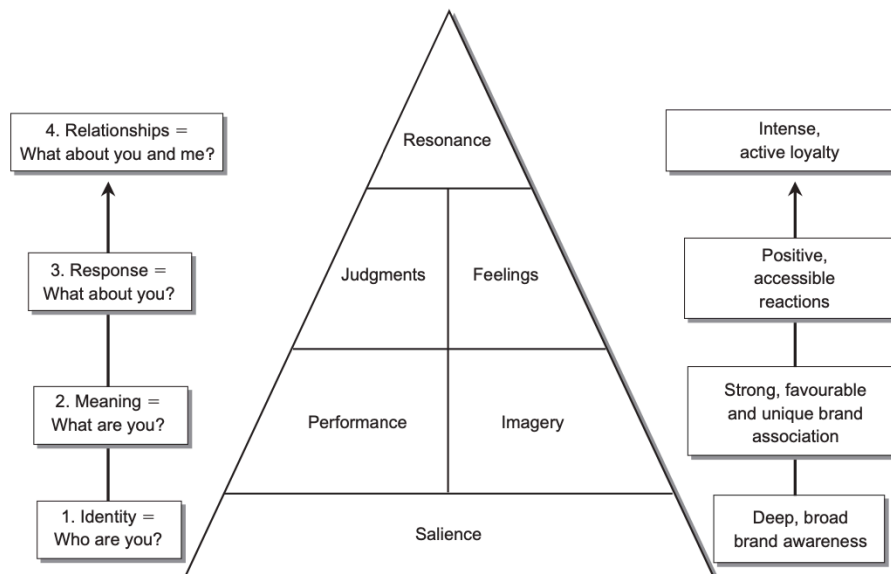 4. Relationships =
What about you and me?
3. Response =
What about you?
2. Meaning =
What are you?
1. Identity =
Who are you?
Resonance
Judgments
Feelings
Performance
Imagery
Salience
Intense,
active loyalty
Positive,
accessible
reactions
Strong, favourable
and unique brand
association
Deep, broad
brand awareness